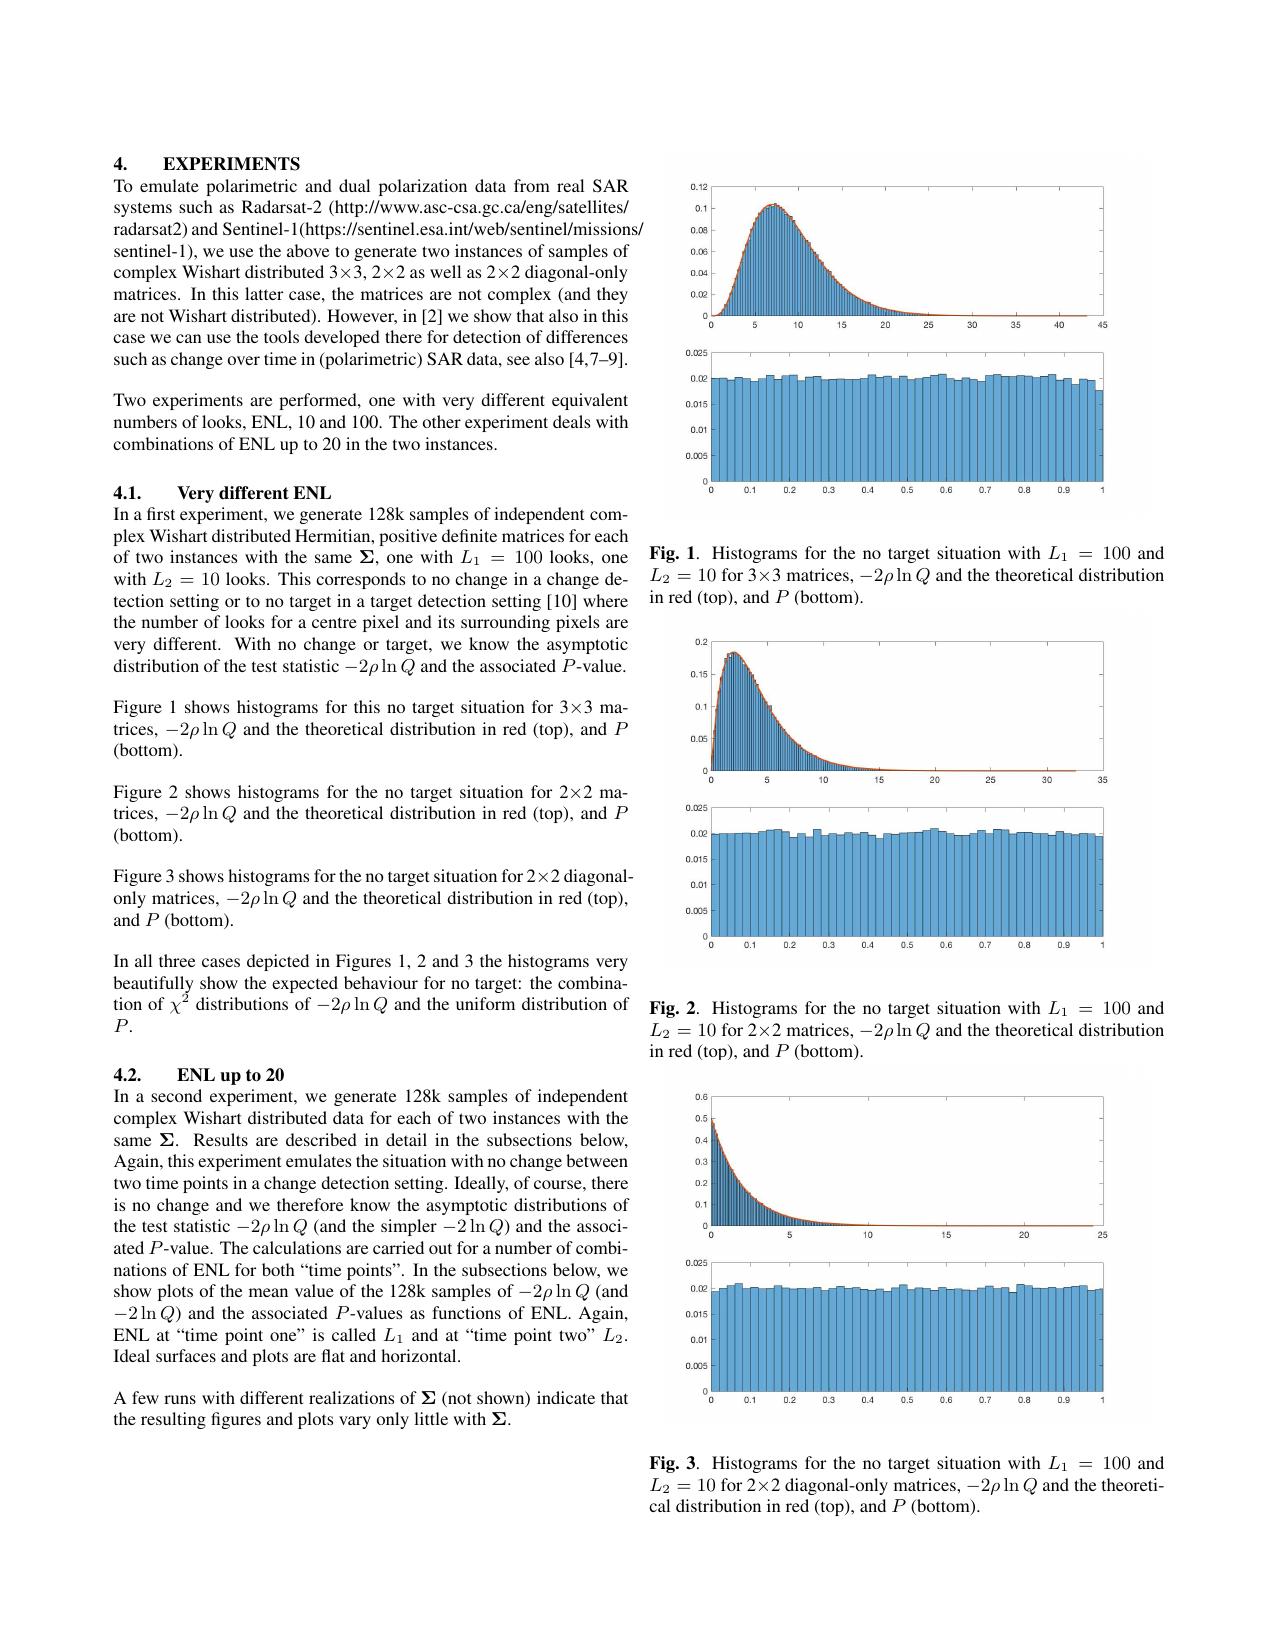 4. EXPERIMENTS
To emulate polarimetric and dual polarization data from real SAR
systems such as Radarsat-2 (http://www.asc-csa.gc.ca/eng/satellites/
radarsat2) and Sentinel-1(https://sentinel.esa.int/web/sentinel/missions/
sentinel-1), we use the above to generate two instances of samples of
complex Wishart distributed 3×3, 2×2 as well as 2×2 diagonal-only
matrices. In this latter case, the matrices are not complex (and they
are not Wishart distributed). However, in [2] we show that also in this
case we can use the tools developed there for detection of differences
such as change over time in (polarimetric) SAR data, see also [4,7–9].
Two experiments are performed, one with very different equivalent
numbers of looks, ENL, 10 and 100. The other experiment deals with
combinations of ENL up to 20 in the two instances.
4.1. Very different ENL
In a first experiment, we generate 128k samples of independent com-
plex Wishart distributed Hermitian, positive definite matrices for each
of two instances with the same Σ, one with L₁ = 100 looks, one
with L₂ = 10 looks. This corresponds to no change in a change de-
tection setting or to no target in a target detection setting [10] where
the number of looks for a centre pixel and its surrounding pixels are
very different. With no change or target, we know the asymptotic
distribution of the test statistic −2ρ ln Q and the associated P-value.
Figure 1 shows histograms for this no target situation for 3×3 ma-
trices, −2ρ ln Q and the theoretical distribution in red (top), and P
(bottom).
Figure 2 shows histograms for the no target situation for 2×2 ma-
trices, −2ρ ln Q and the theoretical distribution in red (top), and P
(bottom).
Figure 3 shows histograms for the no target situation for 2×2 diagonal-
only matrices, −2ρ ln Q and the theoretical distribution in red (top),
and P (bottom).
In all three cases depicted in Figures 1, 2 and 3 the histograms very
beautifully show the expected behaviour for no target: the combina-
tion of χ² distributions of −2ρ ln Q and the uniform distribution of
P.
4.2. ENL up to 20
In a second experiment, we generate 128k samples of independent
complex Wishart distributed data for each of two instances with the
same Σ. Results are described in detail in the subsections below,
Again, this experiment emulates the situation with no change between
two time points in a change detection setting. Ideally, of course, there
is no change and we therefore know the asymptotic distributions of
the test statistic −2ρ ln Q (and the simpler −2 ln Q) and the associ-
ated P-value. The calculations are carried out for a number of combi-
nations of ENL for both “time points”. In the subsections below, we
show plots of the mean value of the 128k samples of −2ρ ln Q (and
−2 ln Q) and the associated P-values as functions of ENL. Again,
ENL at “time point one” is called L₁ and at “time point two” L₂.
Ideal surfaces and plots are flat and horizontal.
A few runs with different realizations of Σ (not shown) indicate that
the resulting figures and plots vary only little with Σ.
0.12
0.1
0.08
0.06
0.04
0.02
0
0 5 10 15 20 25 30 35 40 45
0.025
0.02
0.015
0.01
0.005
0
0 0.1 0.2 0.3 0.4 0.5 0.6 0.7 0.8 0.9 1
Fig. 1. Histograms for the no target situation with L₁ = 100 and
L₂ = 10 for 3×3 matrices, −2ρ ln Q and the theoretical distribution
in red (top), and P (bottom).
0.2
0.15
0.1
0.05
0
0 5 10 15 20 25 30 35
0.025
0.02
0.015
0.01
0.005
0
0 0.1 0.2 0.3 0.4 0.5 0.6 0.7 0.8 0.9 1
Fig. 2. Histograms for the no target situation with L₁ = 100 and
L₂ = 10 for 2×2 matrices, −2ρ ln Q and the theoretical distribution
in red (top), and P (bottom).
0.6
0.5
0.4
0.3
0.2
0.1
0
0 5 10 15 20 25
0.025
0.02
0.015
0.01
0.005
0
0 0.1 0.2 0.3 0.4 0.5 0.6 0.7 0.8 0.9 1
Fig. 3. Histograms for the no target situation with L₁ = 100 and
L₂ = 10 for 2×2 diagonal-only matrices, −2ρ ln Q and the theoreti-
cal distribution in red (top), and P (bottom).